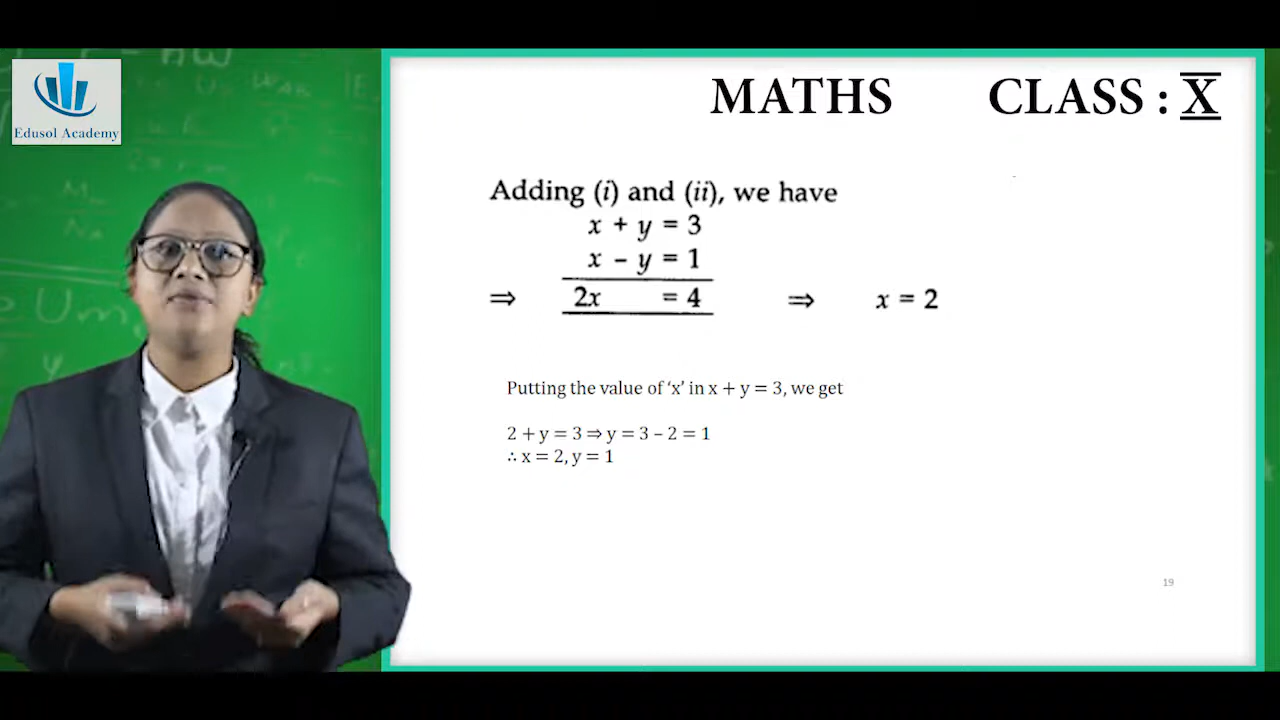 Edusol Academy
MATHS CLASS : X
Adding (i) and (ii), we have
x + y = 3
x − y = 1
⇒ 2x = 4 ⇒ x = 2
Putting the value of ‘x’ in x + y = 3, we get
2 + y = 3 ⇒ y = 3 – 2 = 1
∴ x = 2, y = 1
19